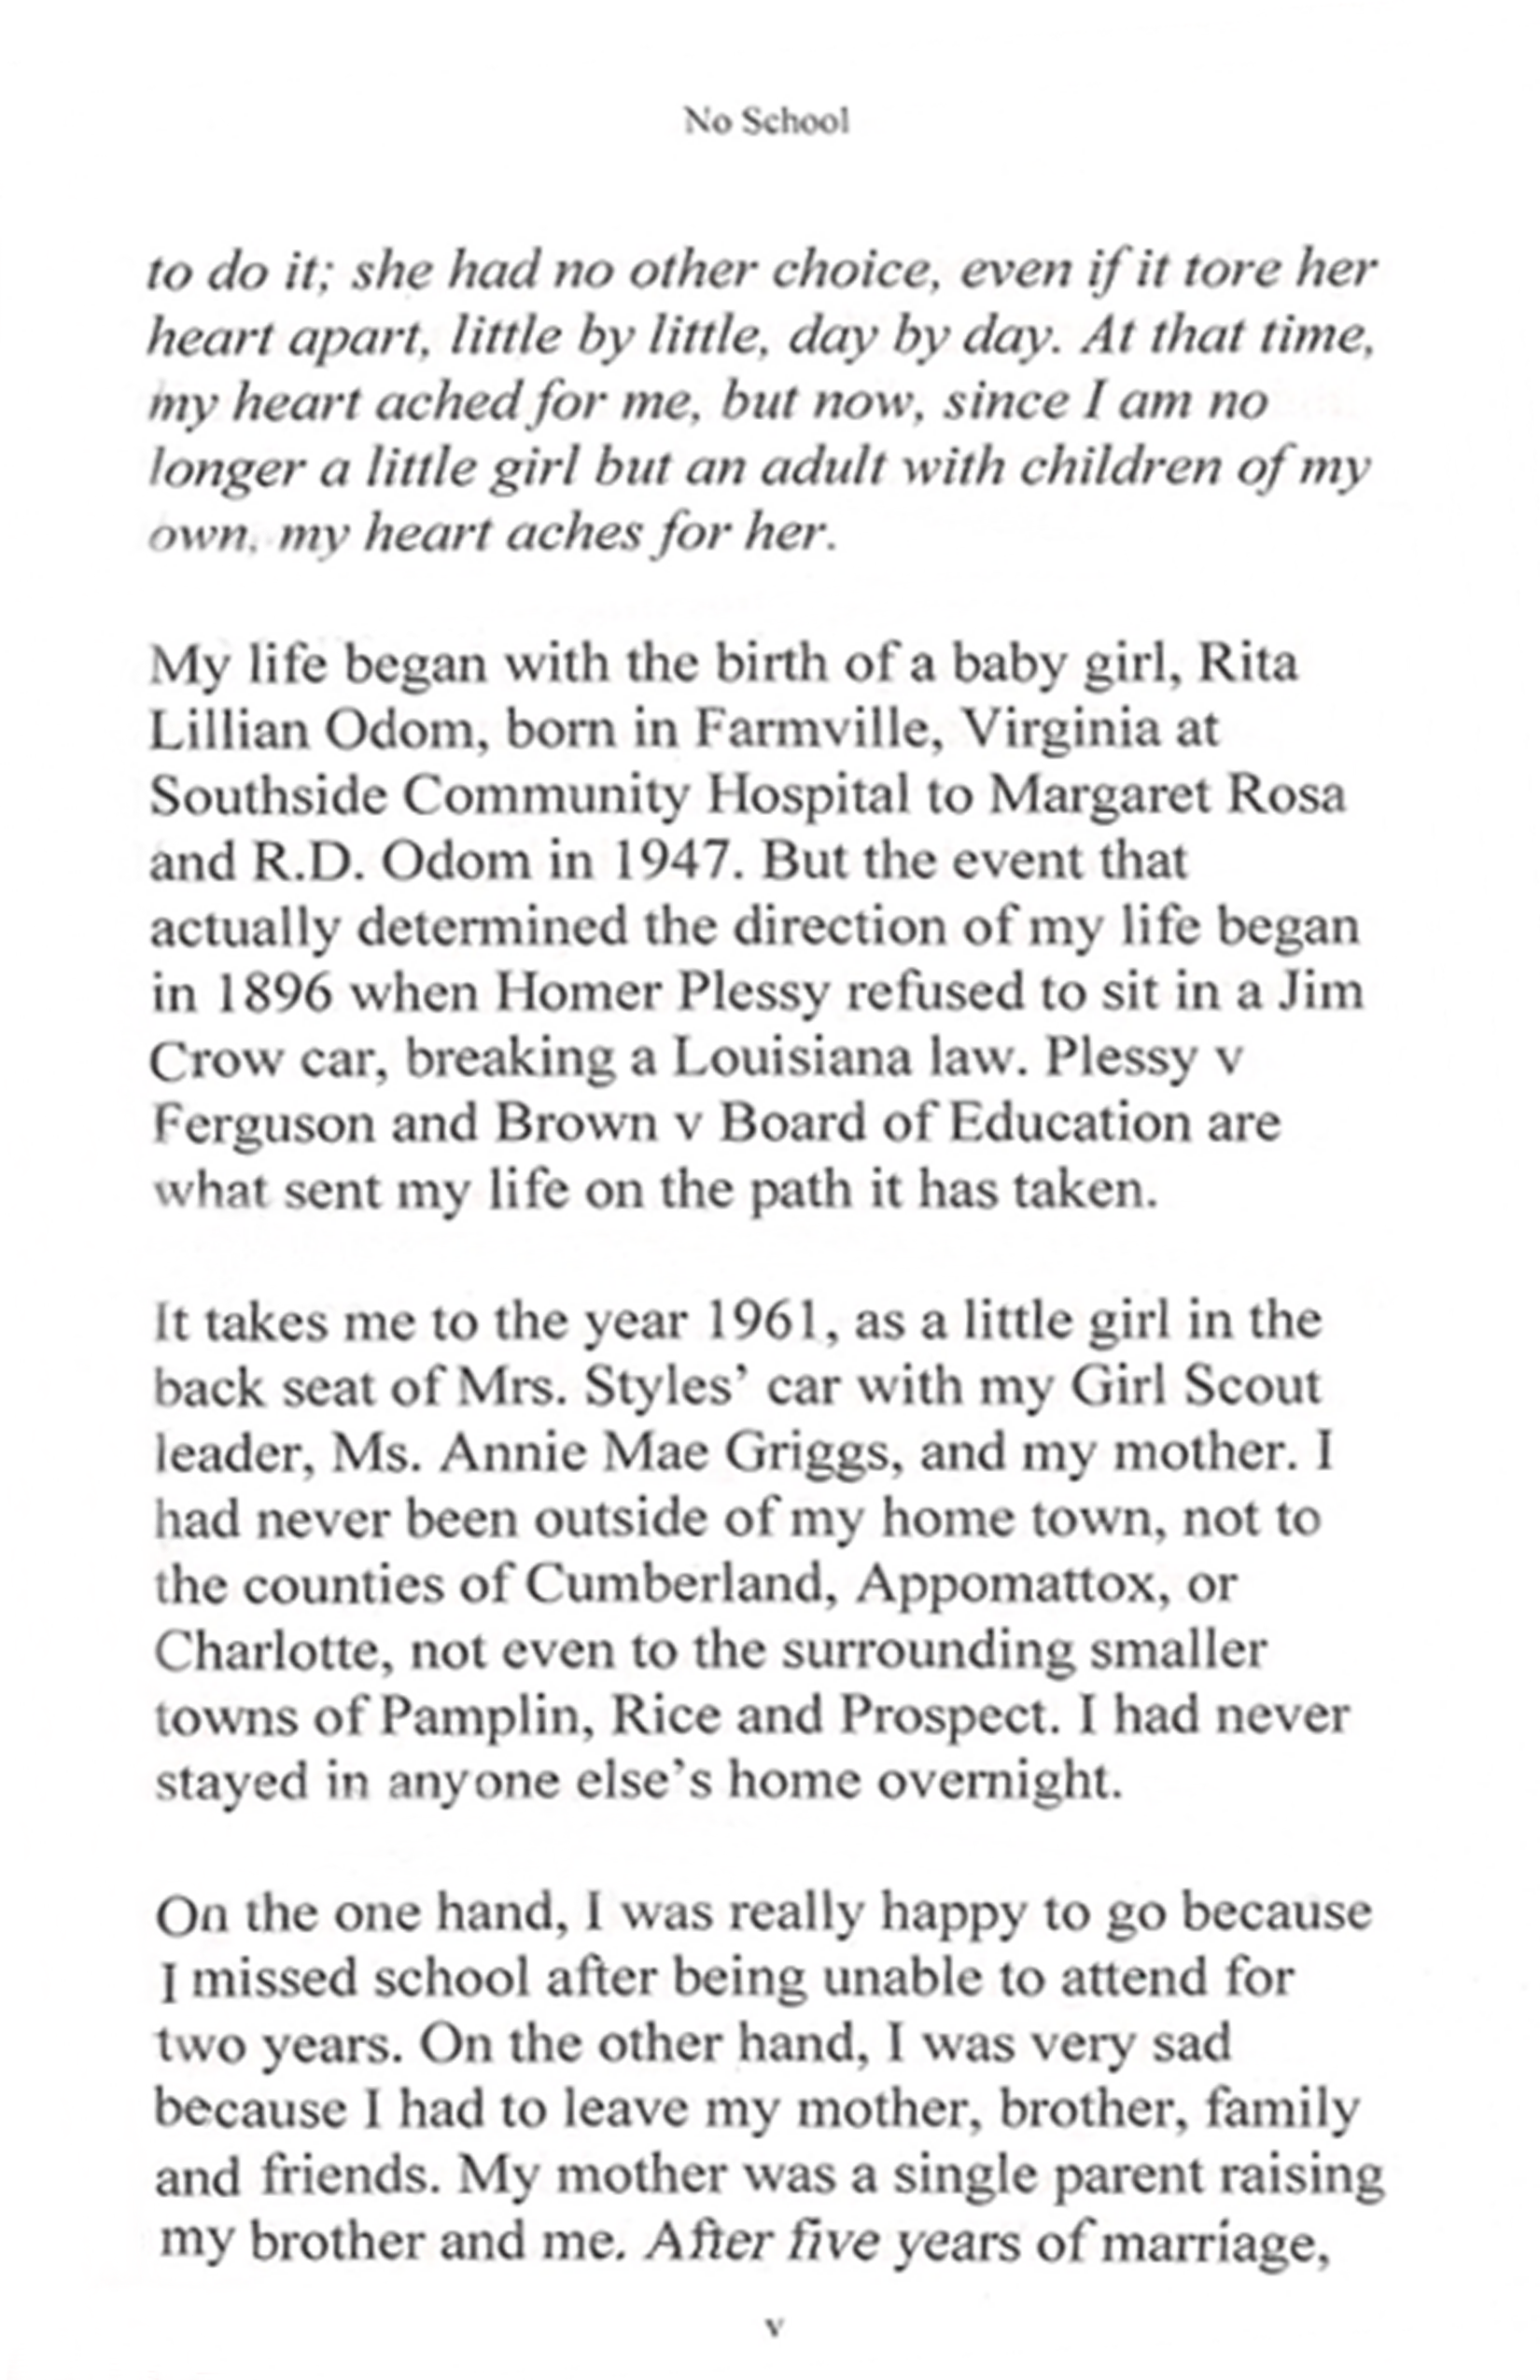 No School
to do it; she had no other choice, even if it tore her
heart apart, little by little, day by day. At that time,
my heart ached for me, but now, since I am no
longer a little girl but an adult with children of my
own, my heart aches for her.
My life began with the birth of a baby girl, Rita
Lillian Odom, born in Farmville, Virginia at
Southside Community Hospital to Margaret Rosa
and R.D. Odom in 1947. But the event that
actually determined the direction of my life began
in 1896 when Homer Plessy refused to sit in a Jim
Crow car, breaking a Louisiana law. Plessy v
Ferguson and Brown v Board of Education are
what sent my life on the path it has taken.
It takes me to the year 1961, as a little girl in the
back seat of Mrs. Styles’ car with my Girl Scout
leader, Ms. Annie Mae Griggs, and my mother. I
had never been outside of my home town, not to
the counties of Cumberland, Appomattox, or
Charlotte, not even to the surrounding smaller
towns of Pamplin, Rice and Prospect. I had never
stayed in anyone else’s home overnight.
On the one hand, I was really happy to go because
I missed school after being unable to attend for
two years. On the other hand, I was very sad
because I had to leave my mother, brother, family
and friends. My mother was a single parent raising
my brother and me. After five years of marriage,
v